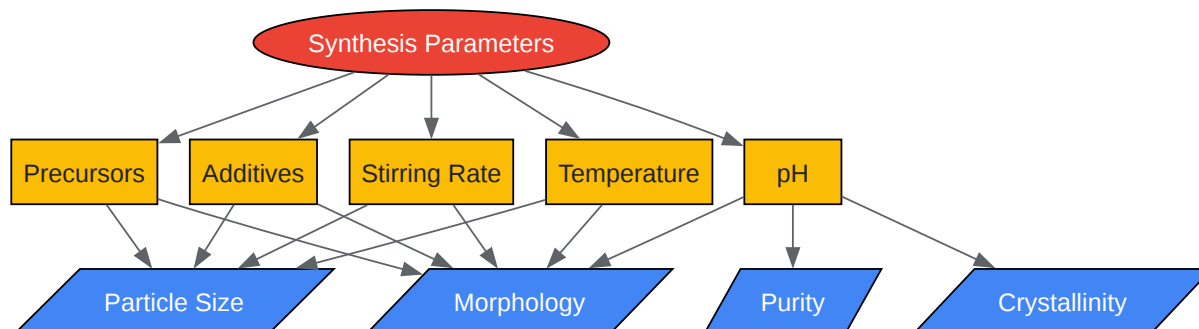 Synthesis Parameters
Precursors
Additives
Stirring Rate
Temperature
pH
Particle Size
Morphology
Purity
Crystallinity